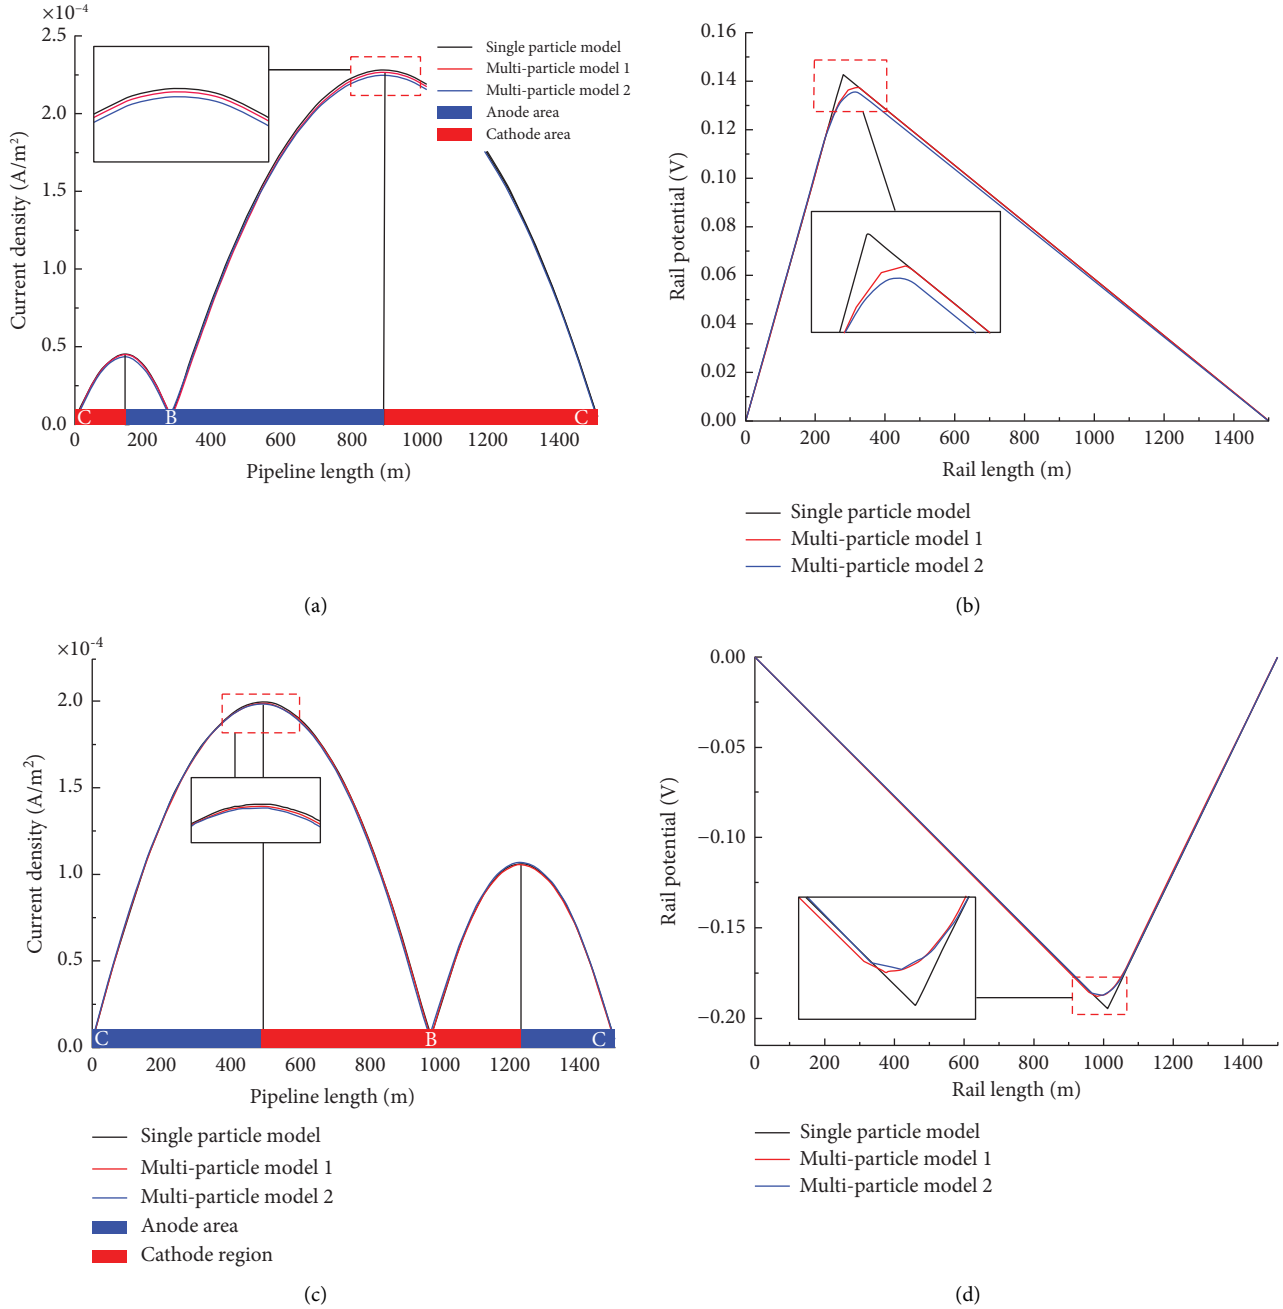 ×10⁻⁴
2.5
2.0
1.5
1.0
0.5
0.0
Current density (A/m²)
Single particle model
Multi-particle model 1
Multi-particle model 2
Anode area
Cathode area
C B C
0 200 400 600 800 1000 1200 1400
Pipeline length (m)
(a)
0.14
0.12
0.10
0.08
0.06
0.04
0.02
0.00
Rail potential (V)
0 200 400 600 800 1000 1200 1400
Rail length (m)
Single particle model
Multi-particle model 1
Multi-particle model 2
(b)
×10⁻⁴
2.0
1.5
1.0
0.5
0.0
Current density (A/m²)
C B C
0 200 400 600 800 1000 1200 1400
Pipeline length (m)
Single particle model
Multi-particle model 1
Multi-particle model 2
Anode area
Cathode region
(c)
0.00
−0.05
−0.10
−0.15
−0.20
Rail potential (V)
0 200 400 600 800 1000 1200 1400
Rail length (m)
Single particle model
Multi-particle model 1
Multi-particle model 2
(d)